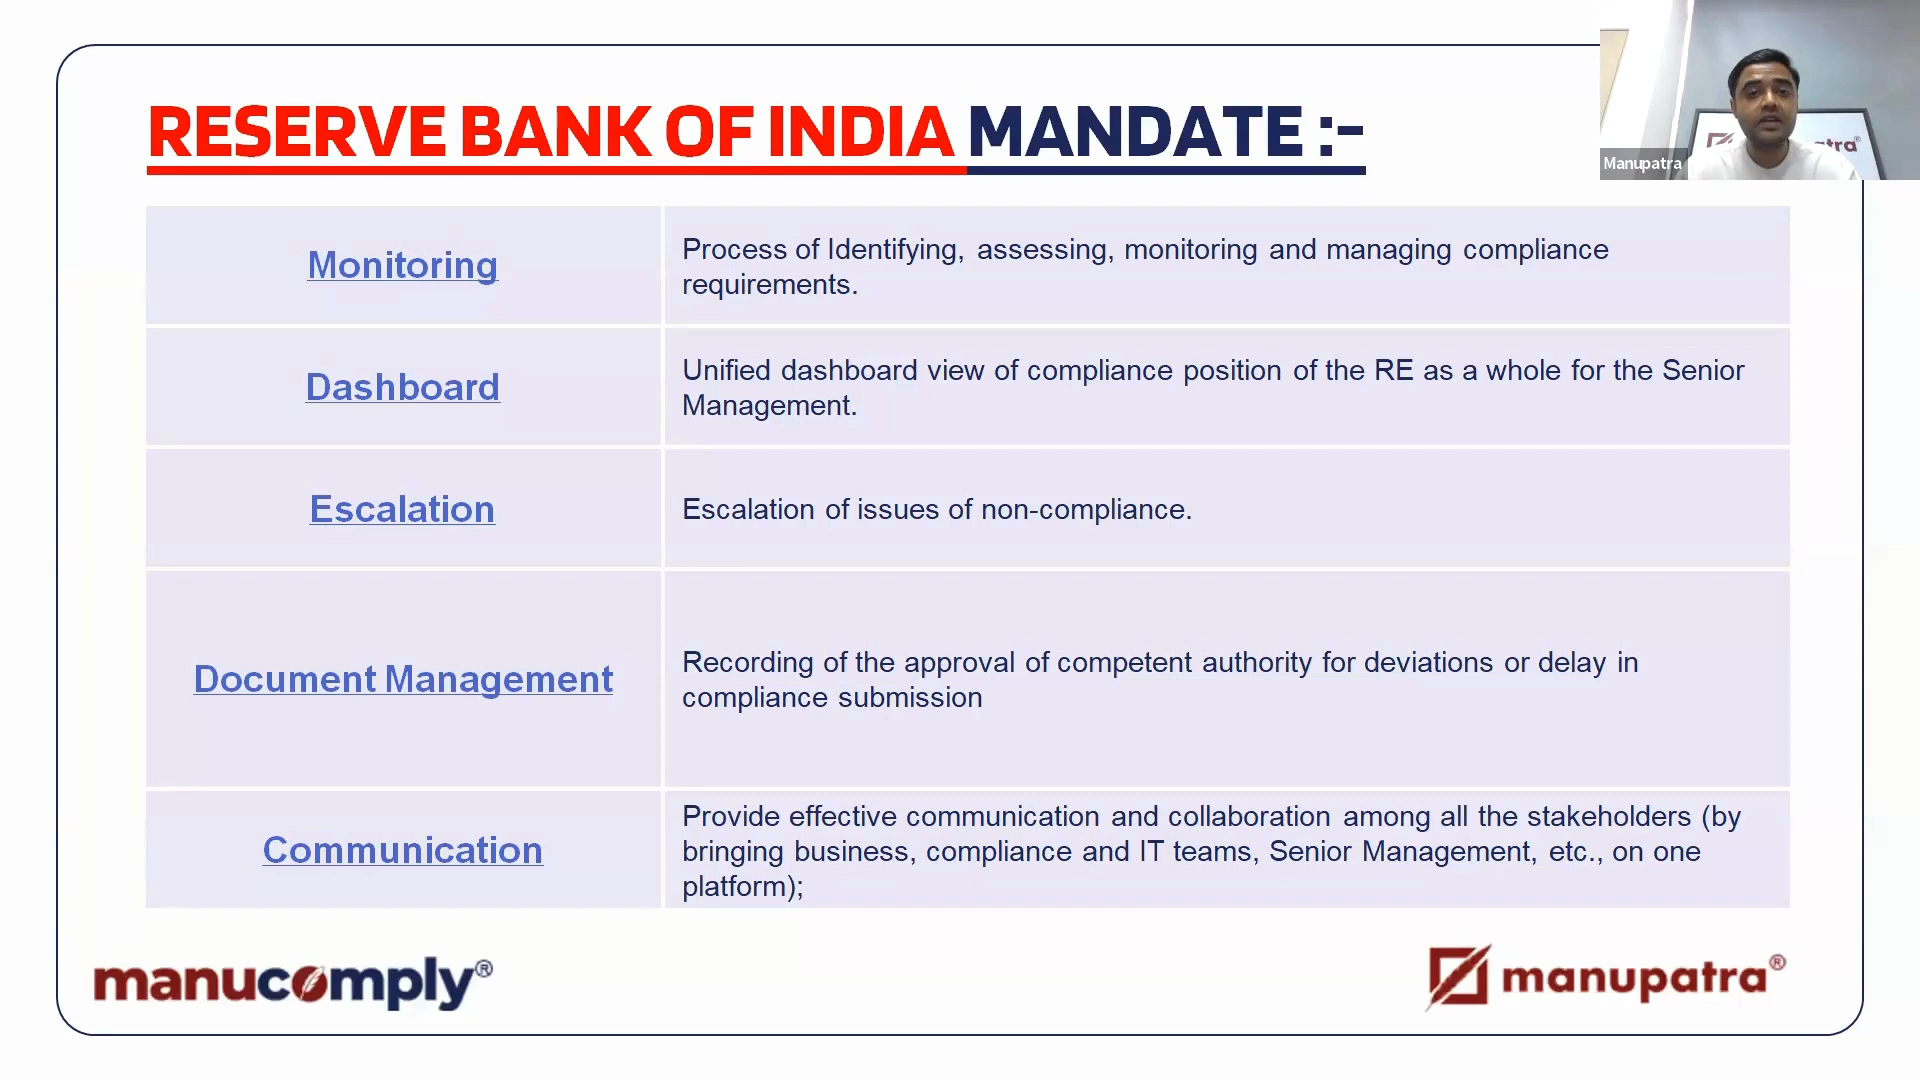 RESERVE BANK OF INDIA MANDATE :-
Manupatra
Monitoring
Process of Identifying, assessing, monitoring and managing compliance
requirements.
Dashboard
Unified dashboard view of compliance position of the RE as a whole for the Senior
Management.
Escalation
Escalation of issues of non-compliance.
Document Management
Recording of the approval of competent authority for deviations or delay in
compliance submission
Communication
Provide effective communication and collaboration among all the stakeholders (by
bringing business, compliance and IT teams, Senior Management, etc., on one
platform);
manucomply®
manupatra®